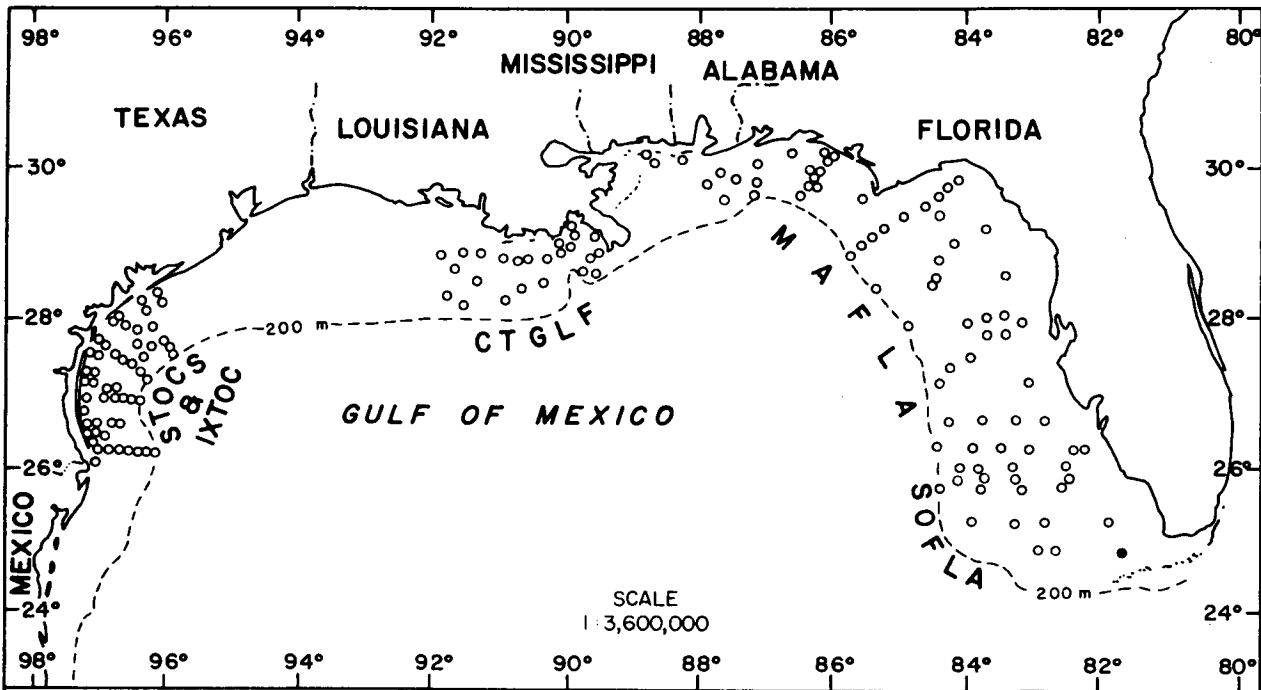 98° 96° 94° 92° 90° 88° 86° 84° 82° 80°
MISSISSIPPI
ALABAMA
TEXAS
LOUISIANA
FLORIDA
30°
30°
28°
200 m
CTGLF
28°
MAFLA
STOCS
&
IXTOC
GULF OF MEXICO
26°
26°
MEXICO
SOFLA
24°
SCALE
1:3,600,000
200 m
24°
98° 96° 94° 92° 90° 88° 86° 84° 82° 80°